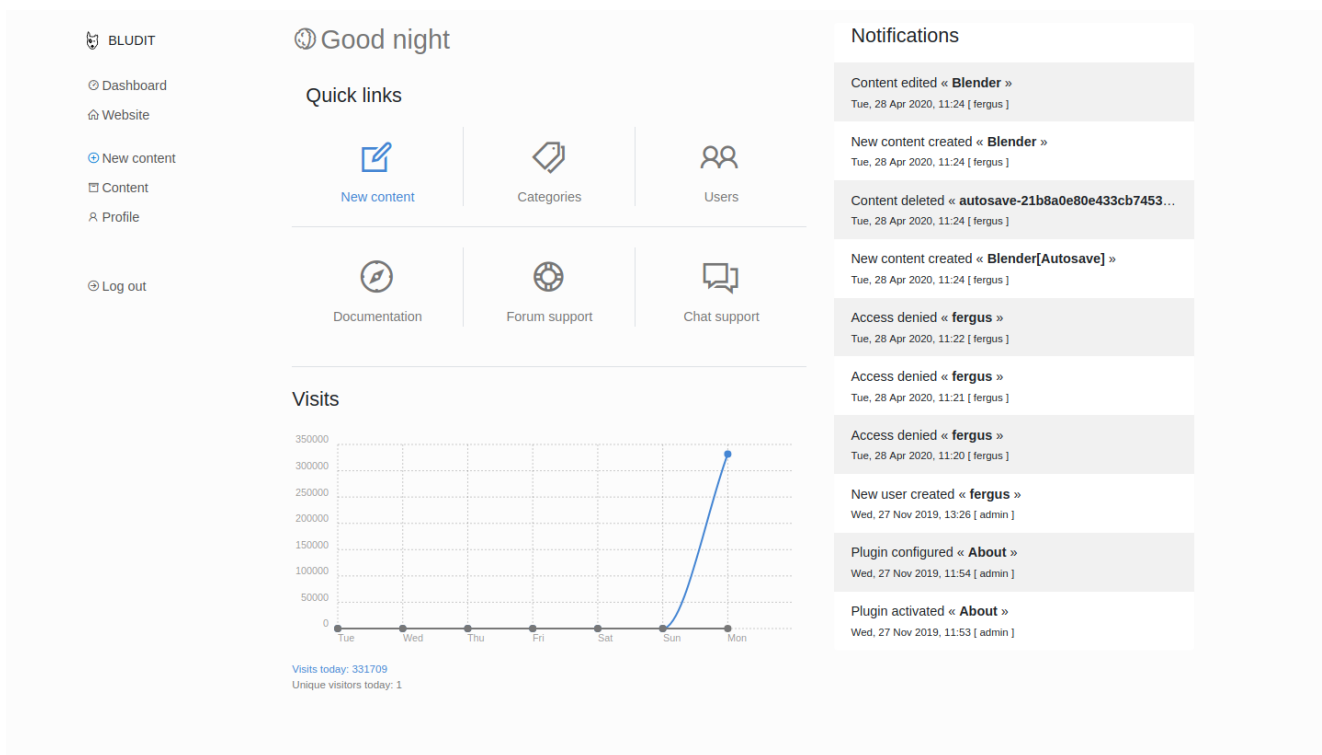 BLUDIT
Dashboard
Website
New content
Content
Profile
Log out
Good night
Quick links
New content
Categories
Users
Documentation
Forum support
Chat support
Visits
350000
300000
250000
200000
150000
100000
50000
0
Tue Wed Thu Fri Sat Sun Mon
Visits today: 331709
Unique visitors today: 1
Notifications
Content edited « Blender »
Tue, 28 Apr 2020, 11:24 [ fergus ]
New content created « Blender »
Tue, 28 Apr 2020, 11:24 [ fergus ]
Content deleted « autosave-21b8a0e80e433cb7453…
Tue, 28 Apr 2020, 11:24 [ fergus ]
New content created « Blender[Autosave] »
Tue, 28 Apr 2020, 11:24 [ fergus ]
Access denied « fergus »
Tue, 28 Apr 2020, 11:22 [ fergus ]
Access denied « fergus »
Tue, 28 Apr 2020, 11:21 [ fergus ]
Access denied « fergus »
Tue, 28 Apr 2020, 11:20 [ fergus ]
New user created « fergus »
Wed, 27 Nov 2019, 13:26 [ admin ]
Plugin configured « About »
Wed, 27 Nov 2019, 11:54 [ admin ]
Plugin activated « About »
Wed, 27 Nov 2019, 11:53 [ admin ]